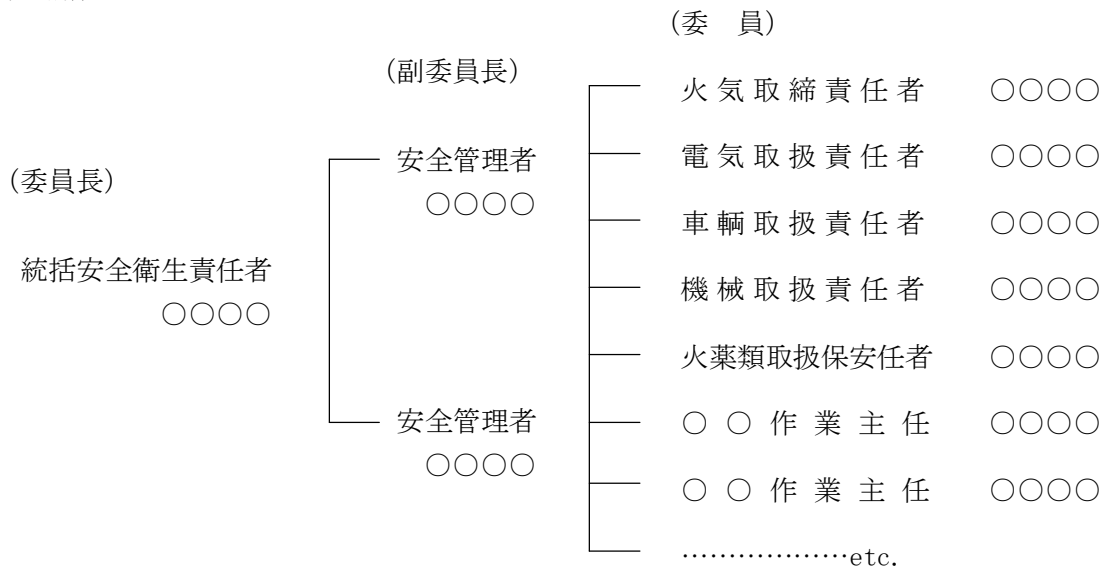 (委　員)
(副委員長)
火気取締責任者　○○○○
安全管理者
○○○○
電気取扱責任者　○○○○
(委員長)
車輌取扱責任者　○○○○
統括安全衛生責任者
○○○○
機械取扱責任者　○○○○
火薬類取扱保安任者　○○○○
安全管理者
○○○○
○○作業主任　○○○○
○○作業主任　○○○○
………………etc.